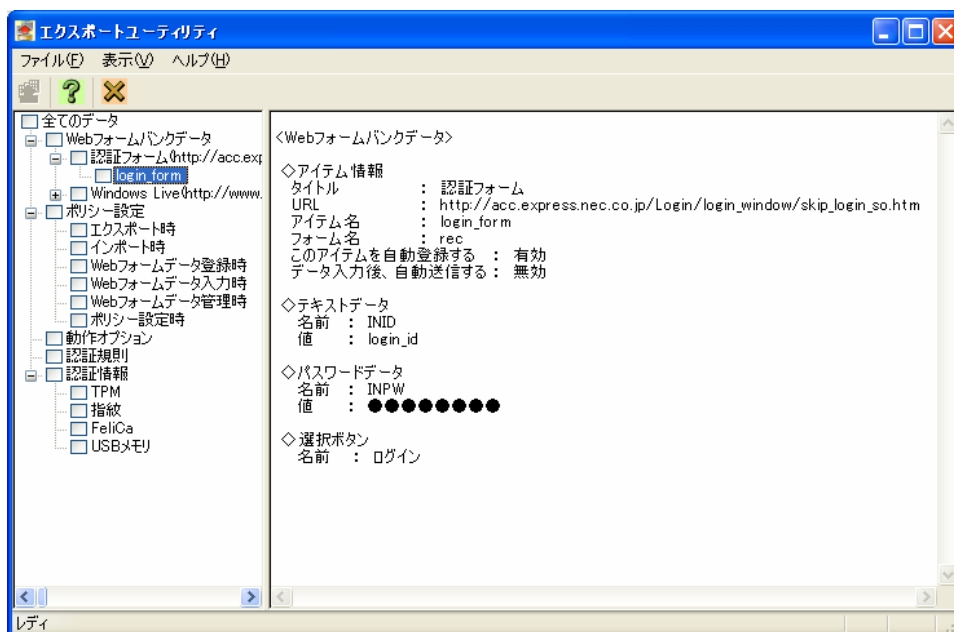 エクスポートユーティリティ
ファイル(F) 表示(V) ヘルプ(H)
全てのデータ
Webフォームバンクデータ
認証フォーム(http://acc.exp
login_form
Windows Live(http://www.
ポリシー設定
エクスポート時
インポート時
Webフォームデータ登録時
Webフォームデータ入力時
Webフォームデータ管理時
ポリシー設定時
動作オプション
認証規則
認証情報
TPM
指紋
FeliCa
USBメモリ
<Webフォームバンクデータ>
◇アイテム情報
タイトル : 認証フォーム
URL : http://acc.express.nec.co.jp/Login/login_window/skip_login_so.htm
アイテム名 : login_form
フォーム名 : rec
このアイテムを自動登録する : 有効
データ入力後、自動送信する : 無効
◇テキストデータ
名前 : INID
値 : login_id
◇パスワードデータ
名前 : INPW
値 : ●●●●●●●●
◇選択ボタン
名前 : ログイン
レディ